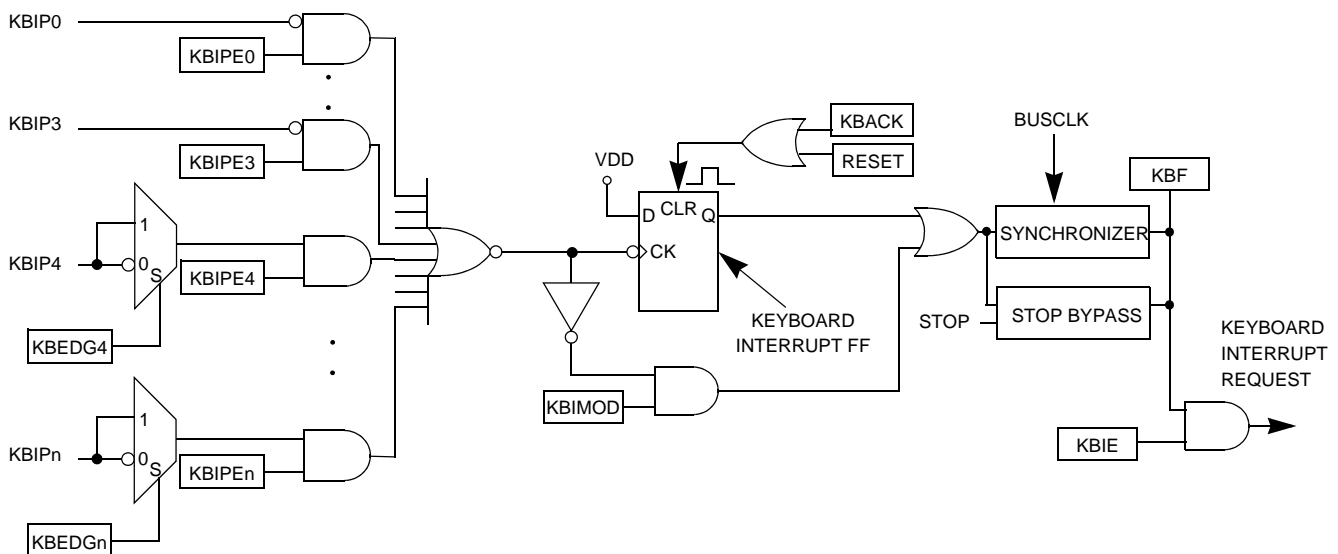 KBIP0
KBIPE0
KBIP3
KBIPE3
1
0
S
KBIP4
KBIPE4
KBEDG4
1
0
S
KBIPn
KBIPEn
KBEDGn
VDD
D
CLR
Q
CK
KBACK
RESET
KEYBOARD
INTERRUPT FF
KBIMOD
BUSCLK
SYNCHRONIZER
KBF
STOP
STOP BYPASS
KBIE
KEYBOARD
INTERRUPT
REQUEST